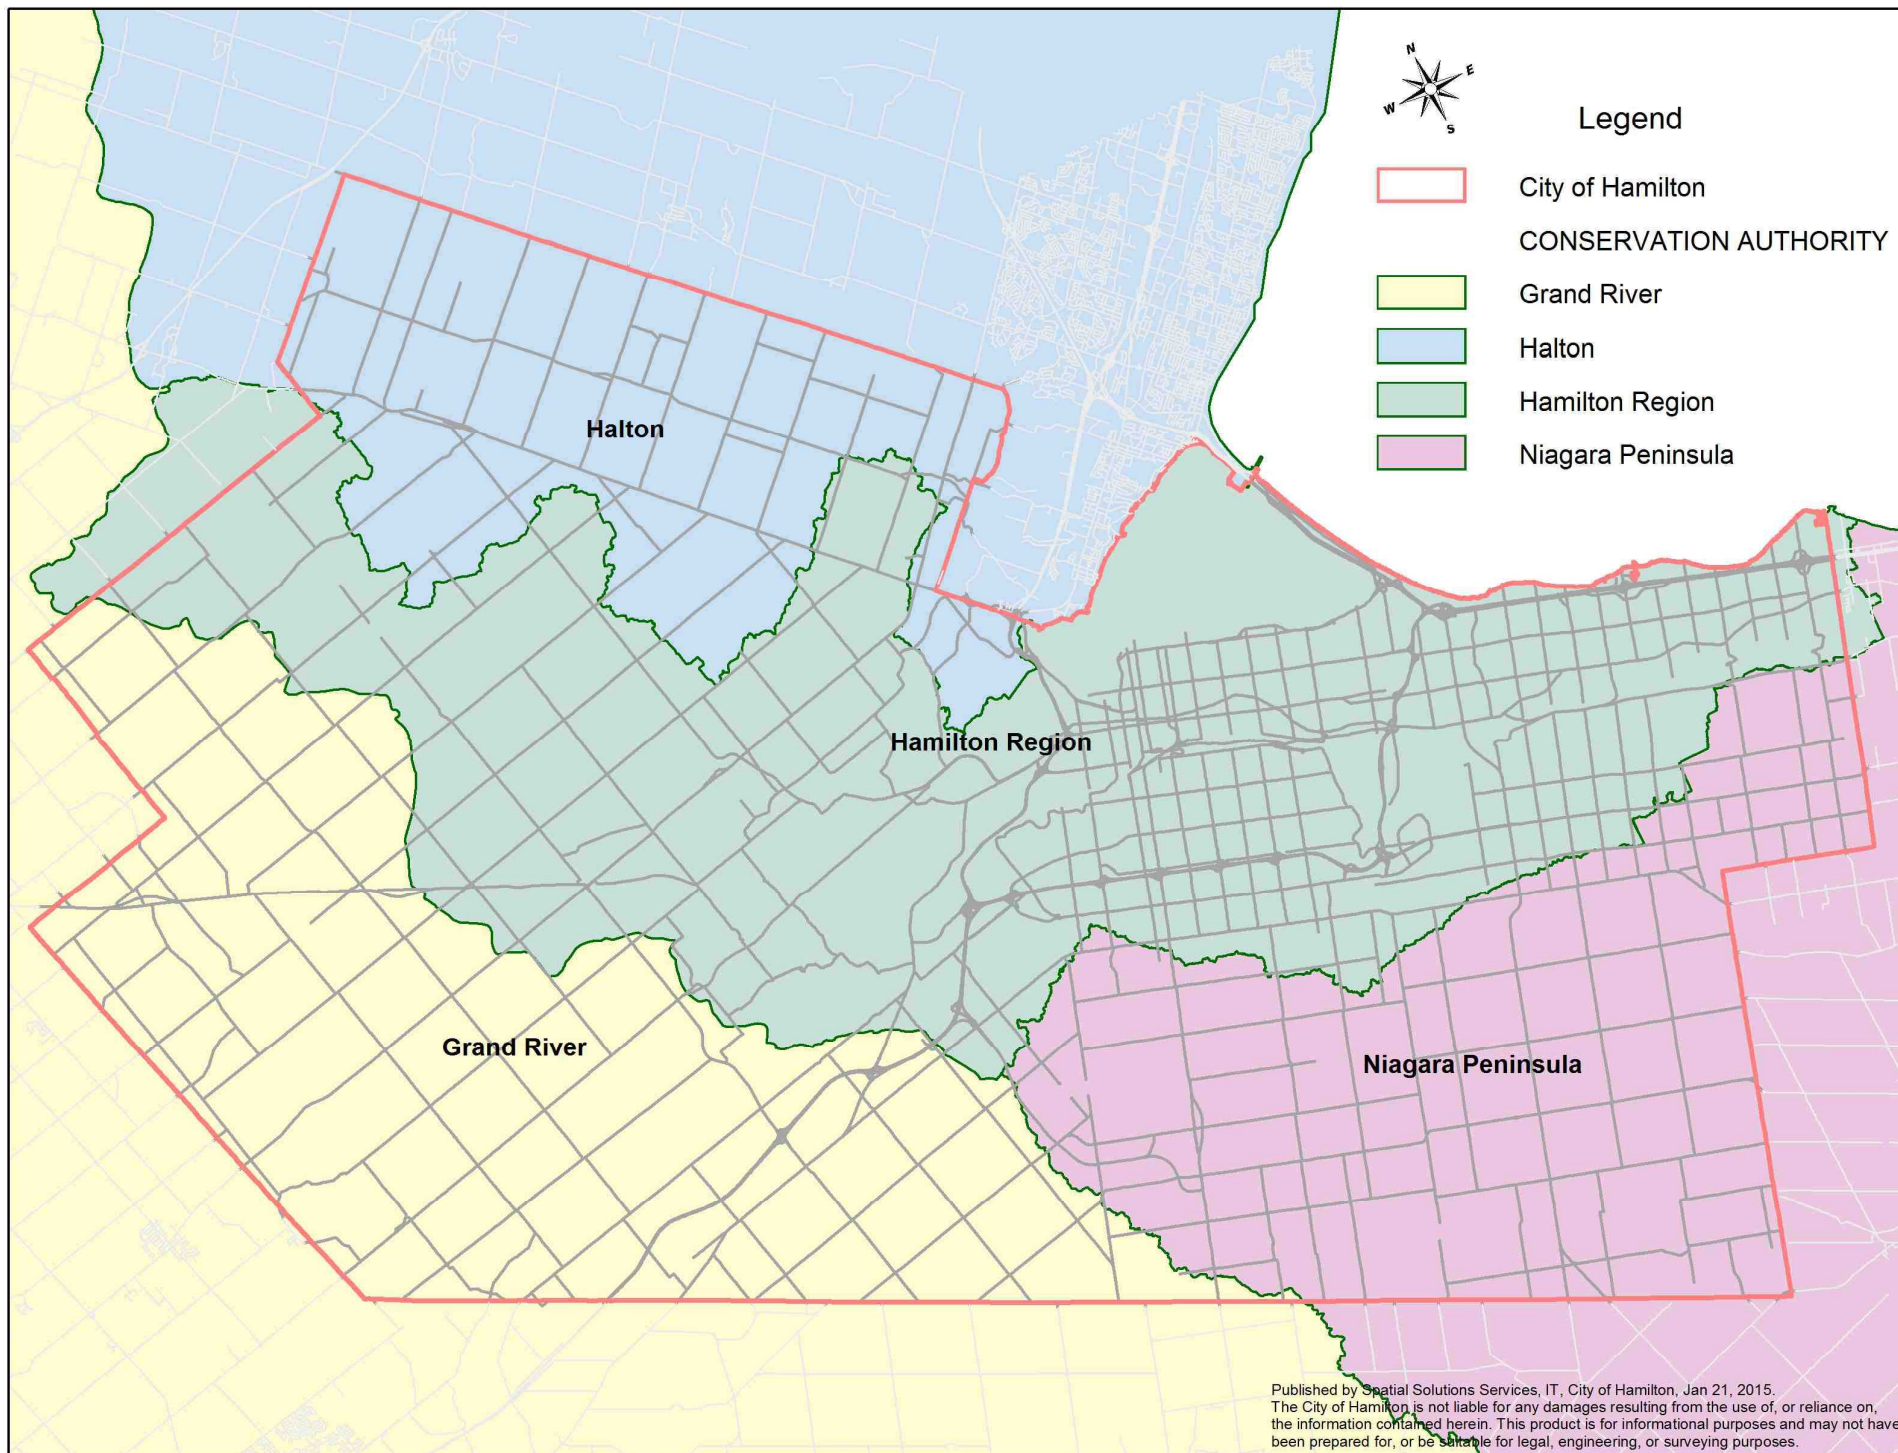 N
E
W
S
Legend
City of Hamilton
CONSERVATION AUTHORITY
Grand River
Halton
Hamilton Region
Niagara Peninsula
Halton
Hamilton Region
Grand River
Niagara Peninsula
Published by Spatial Solutions Services, IT, City of Hamilton, Jan 21, 2015.
The City of Hamilton is not liable for any damages resulting from the use of, or reliance on,
the information contained herein. This product is for informational purposes and may not have
been prepared for, or be suitable for legal, engineering, or surveying purposes.